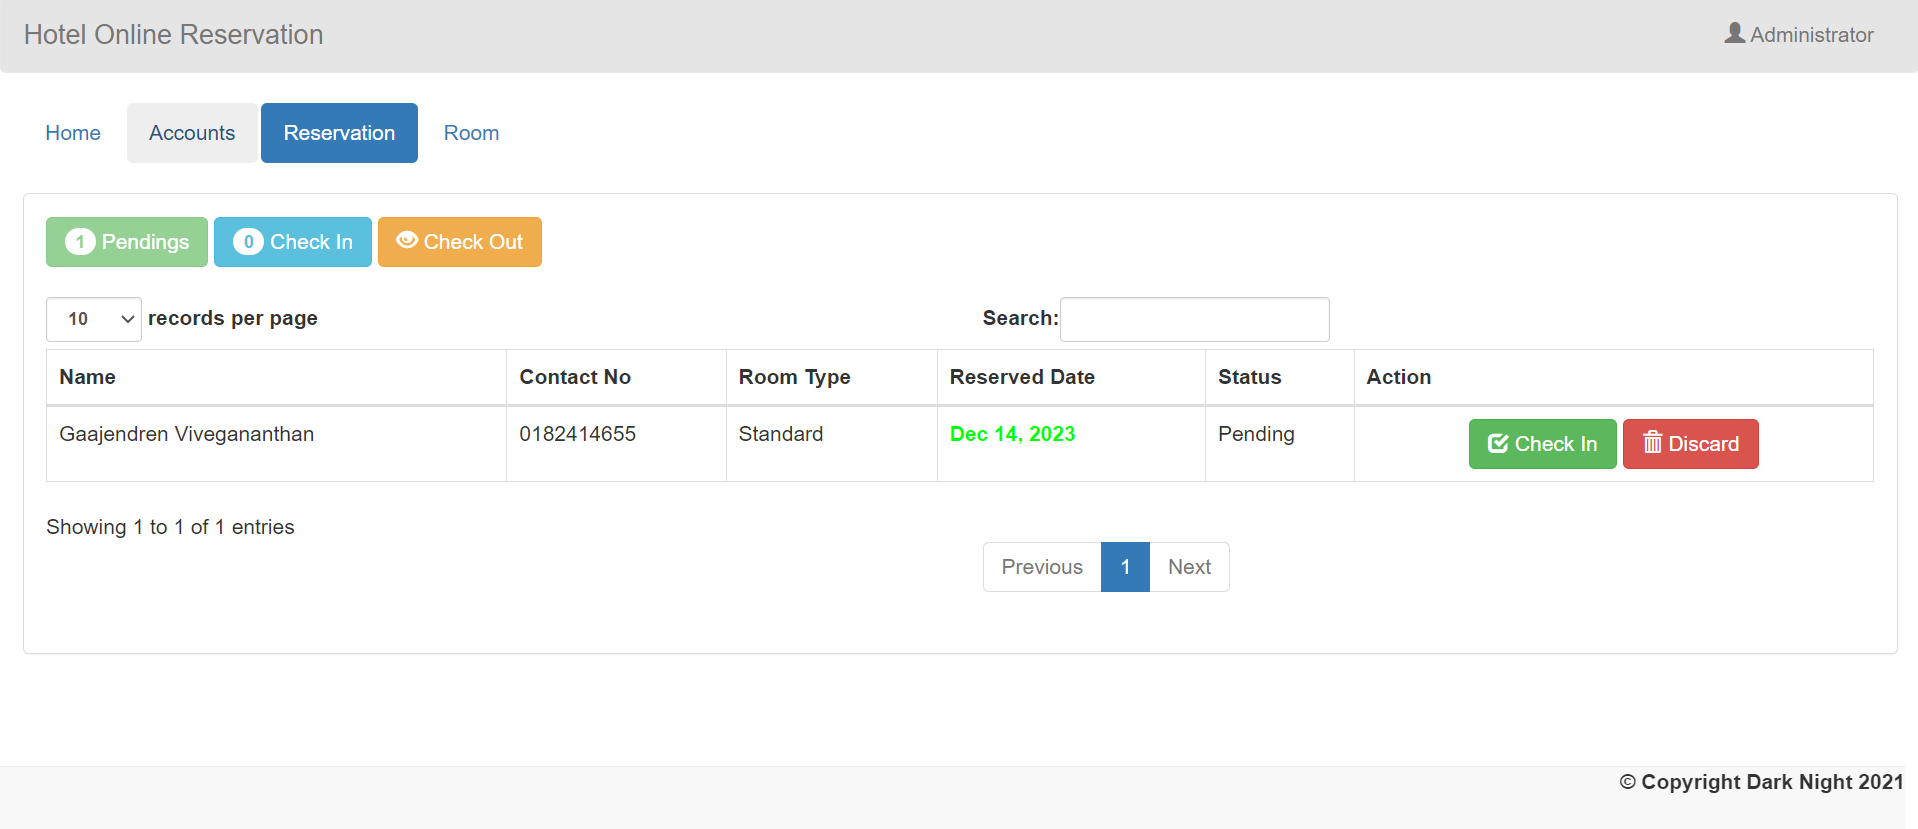 Hotel Online Reservation Administrator
Home Accounts Reservation Room
1 Pendings 0 Check In Check Out
10 records per page Search:
Name Contact No Room Type Reserved Date Status Action
Gaajendren Vivegananthan 0182414655 Standard Dec 14, 2023 Pending Check In Discard
Showing 1 to 1 of 1 entries
Previous 1 Next
© Copyright Dark Night 2021